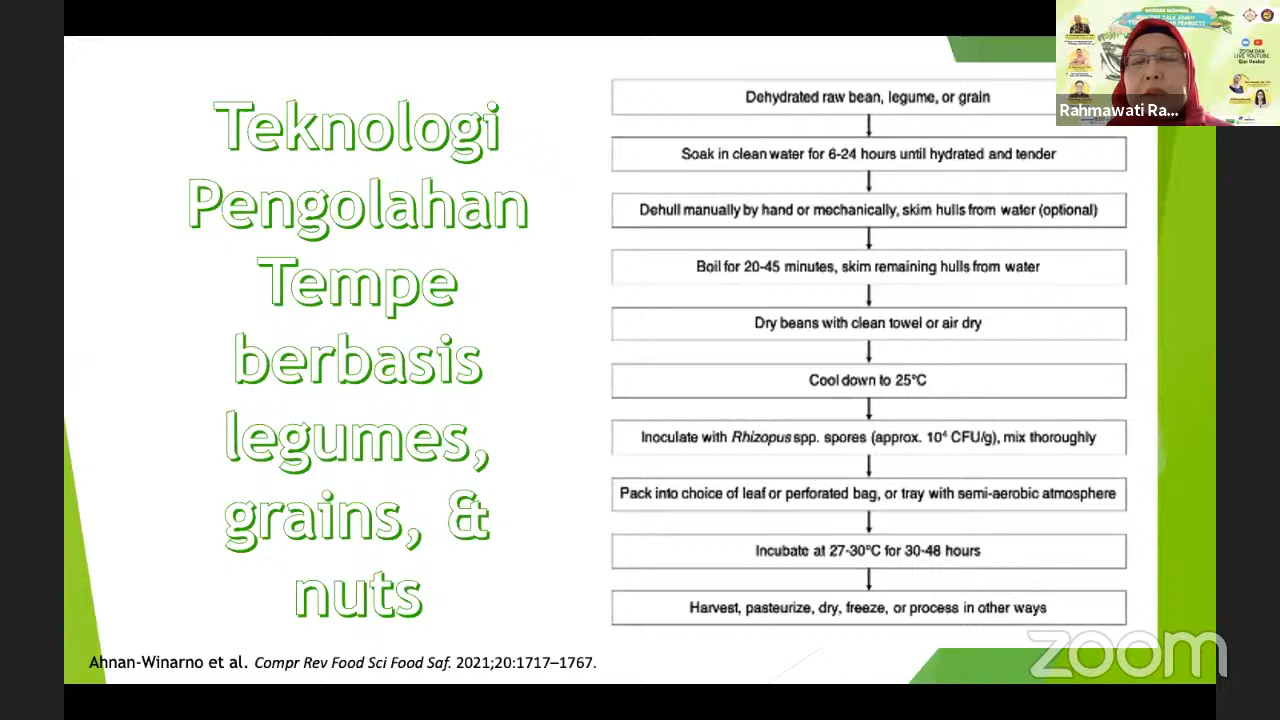 Teknologi
Pengolahan
Tempe
berbasis
legumes,
grains, &
nuts
Dehydrated raw bean, legume, or grain
Soak in clean water for 6-24 hours until hydrated and tender
Dehull manually by hand or mechanically, skim hulls from water (optional)
Boil for 20-45 minutes, skim remaining hulls from water
Dry beans with clean towel or air dry
Cool down to 25°C
Inoculate with Rhizopus spp. spores (approx. 10⁴ CFU/g), mix thoroughly
Pack into choice of leaf or perforated bag, or tray with semi-aerobic atmosphere
Incubate at 27-30°C for 30-48 hours
Harvest, pasteurize, dry, freeze, or process in other ways
Ahnan-Winarno et al. Compr Rev Food Sci Food Saf. 2021;20:1717–1767.
ZOOM DAN
LIVE YOUTUBE
Rahmawati Ra...
zoom